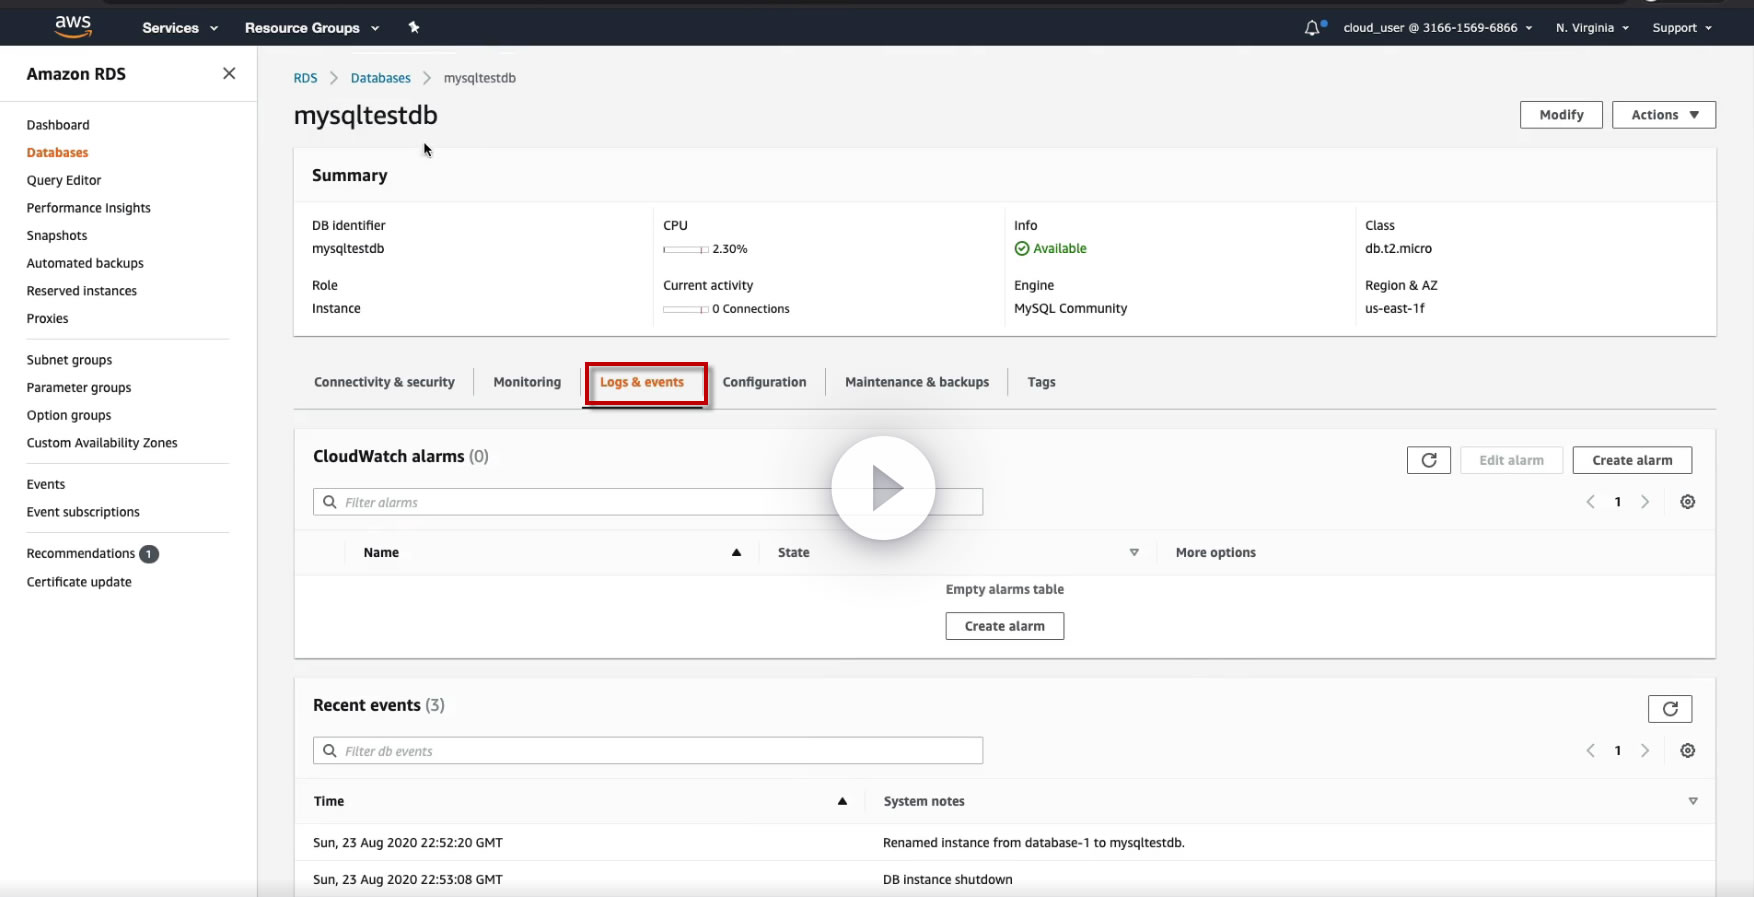 aws Services Resource Groups cloud_user @ 3166-1569-6866 N. Virginia Support
Amazon RDS
Dashboard
Databases
Query Editor
Performance Insights
Snapshots
Automated backups
Reserved instances
Proxies
Subnet groups
Parameter groups
Option groups
Custom Availability Zones
Events
Event subscriptions
Recommendations 1
Certificate update
RDS Databases mysqltestdb
mysqltestdb
Modify Actions
Summary
DB identifier
mysqltestdb
Role
Instance
CPU
2.30%
Current activity
0 Connections
Info
Available
Engine
MySQL Community
Class
db.t2.micro
Region & AZ
us-east-1f
Connectivity & security Monitoring Logs & events Configuration Maintenance & backups Tags
CloudWatch alarms (0)
Edit alarm Create alarm
Filter alarms
1
Name State More options
Empty alarms table
Create alarm
Recent events (3)
Filter db events
1
Time System notes
Sun, 23 Aug 2020 22:52:20 GMT Renamed instance from database-1 to mysqltestdb.
Sun, 23 Aug 2020 22:53:08 GMT DB instance shutdown